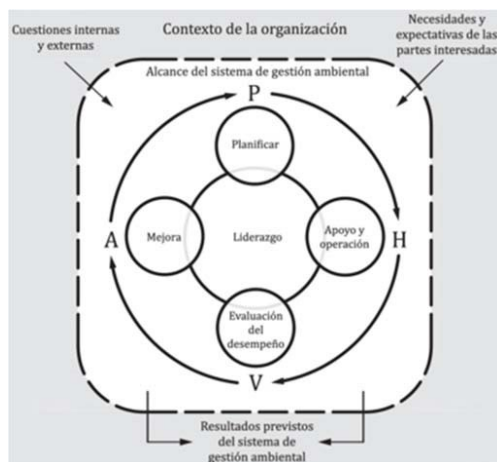 Cuestiones internas
y externas
Contexto de la organización
Necesidades y
expectativas de las
partes interesadas
Alcance del sistema de gestión ambiental
P
Planificar
A
Mejora
Liderazgo
Apoyo y
operación
H
Evaluación
del
desempeño
V
Resultados previstos
del sistema de
gestión ambiental